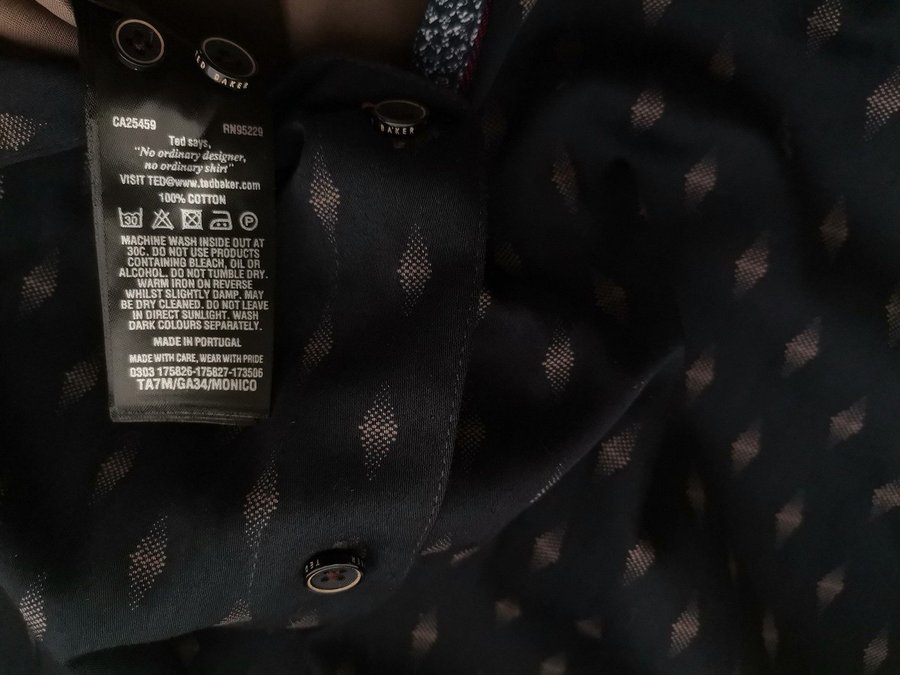 TED BAKER
BAKER
CA25459 RN95229
Ted says,
"No ordinary designer,
no ordinary shirt"
VISIT TED@www.tedbaker.com
100% COTTON
30 P
MACHINE WASH INSIDE OUT AT
30C. DO NOT USE PRODUCTS
CONTAINING BLEACH, OIL OR
ALCOHOL. DO NOT TUMBLE DRY.
WARM IRON ON REVERSE
WHILST SLIGHTLY DAMP. MAY
BE DRY CLEANED. DO NOT LEAVE
IN DIRECT SUNLIGHT. WASH
DARK COLOURS SEPARATELY.
MADE IN PORTUGAL
MADE WITH CARE, WEAR WITH PRIDE
0303 175826-175827-173506
TA7M/GA34/MONICO
TED